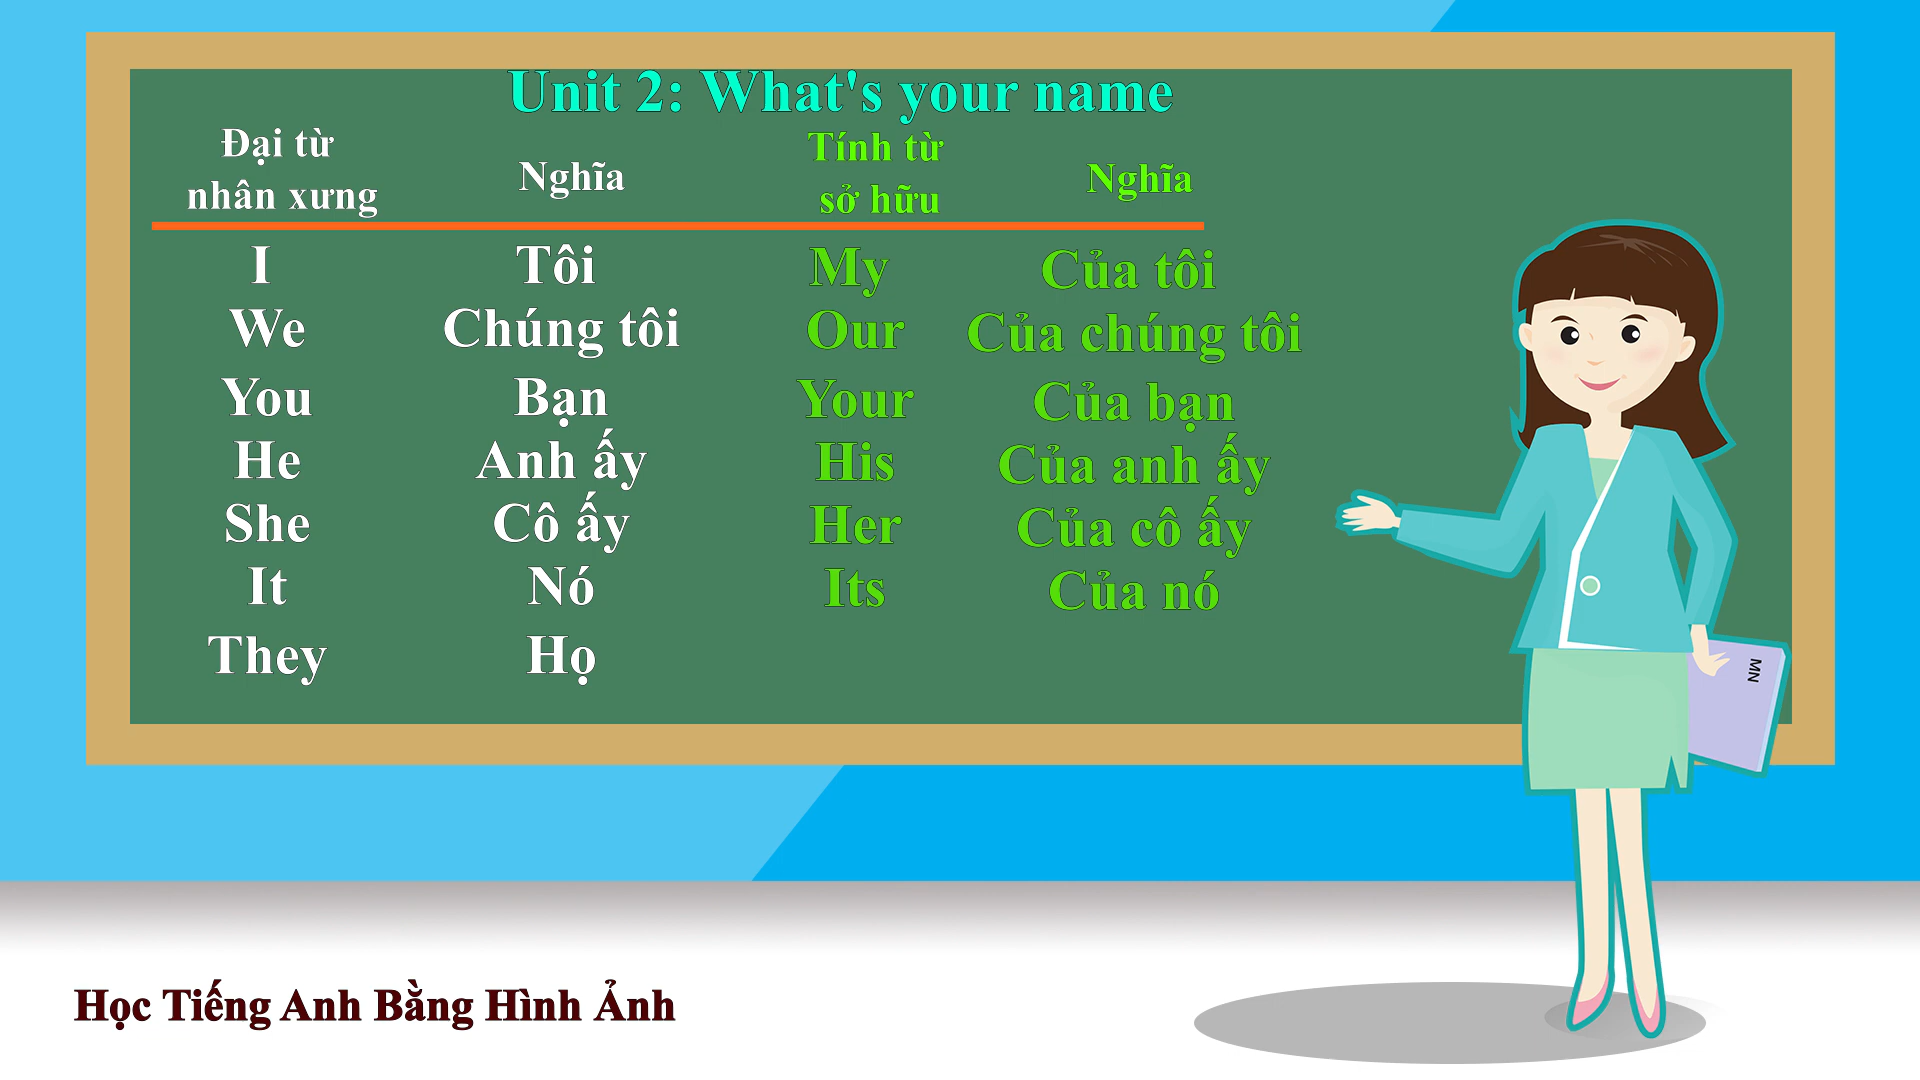 Unit 2: What's your name
Đại từ nhân xưng Nghĩa Tính từ sở hữu Nghĩa
I Tôi My Của tôi
We Chúng tôi Our Của chúng tôi
You Bạn Your Của bạn
He Anh ấy His Của anh ấy
She Cô ấy Her Của cô ấy
It Nó Its Của nó
They Họ
MN
Học Tiếng Anh Bằng Hình Ảnh